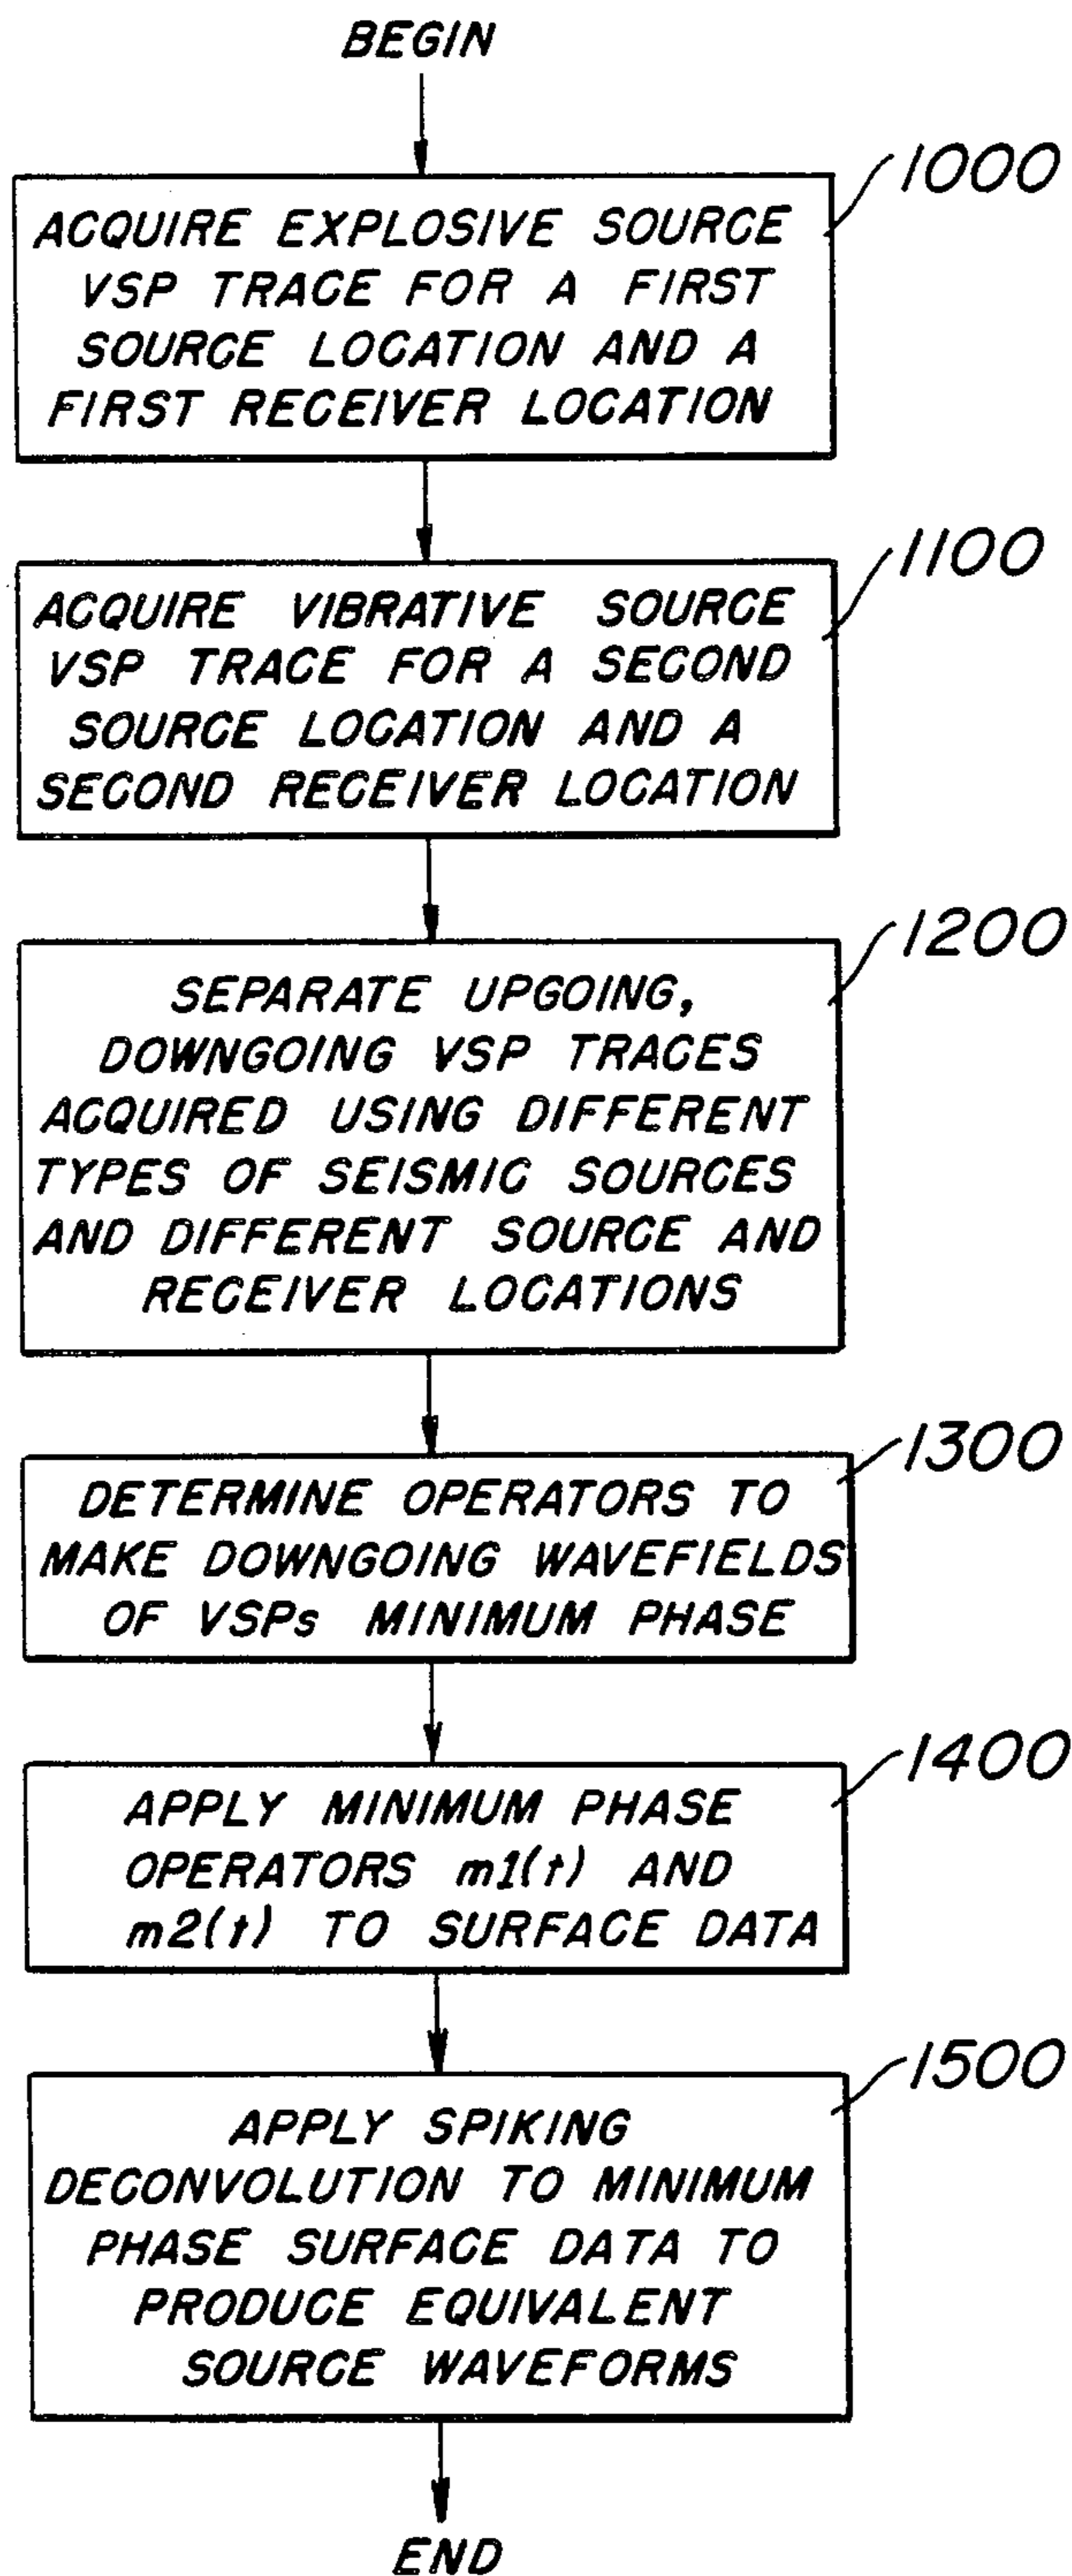 BEGIN
1000
ACQUIRE EXPLOSIVE SOURCE
VSP TRACE FOR A FIRST
SOURCE LOCATION AND A
FIRST RECEIVER LOCATION
1100
ACQUIRE VIBRATIVE SOURCE
VSP TRACE FOR A SECOND
SOURCE LOCATION AND A
SECOND RECEIVER LOCATION
1200
SEPARATE UPGOING,
DOWNGOING VSP TRACES
ACQUIRED USING DIFFERENT
TYPES OF SEISMIC SOURCES
AND DIFFERENT SOURCE AND
RECEIVER LOCATIONS
1300
DETERMINE OPERATORS TO
MAKE DOWNGOING WAVEFIELDS
OF VSPs MINIMUM PHASE
1400
APPLY MINIMUM PHASE
OPERATORS m1(t) AND
m2(t) TO SURFACE DATA
1500
APPLY SPIKING
DECONVOLUTION TO MINIMUM
PHASE SURFACE DATA TO
PRODUCE EQUIVALENT
SOURCE WAVEFORMS
END